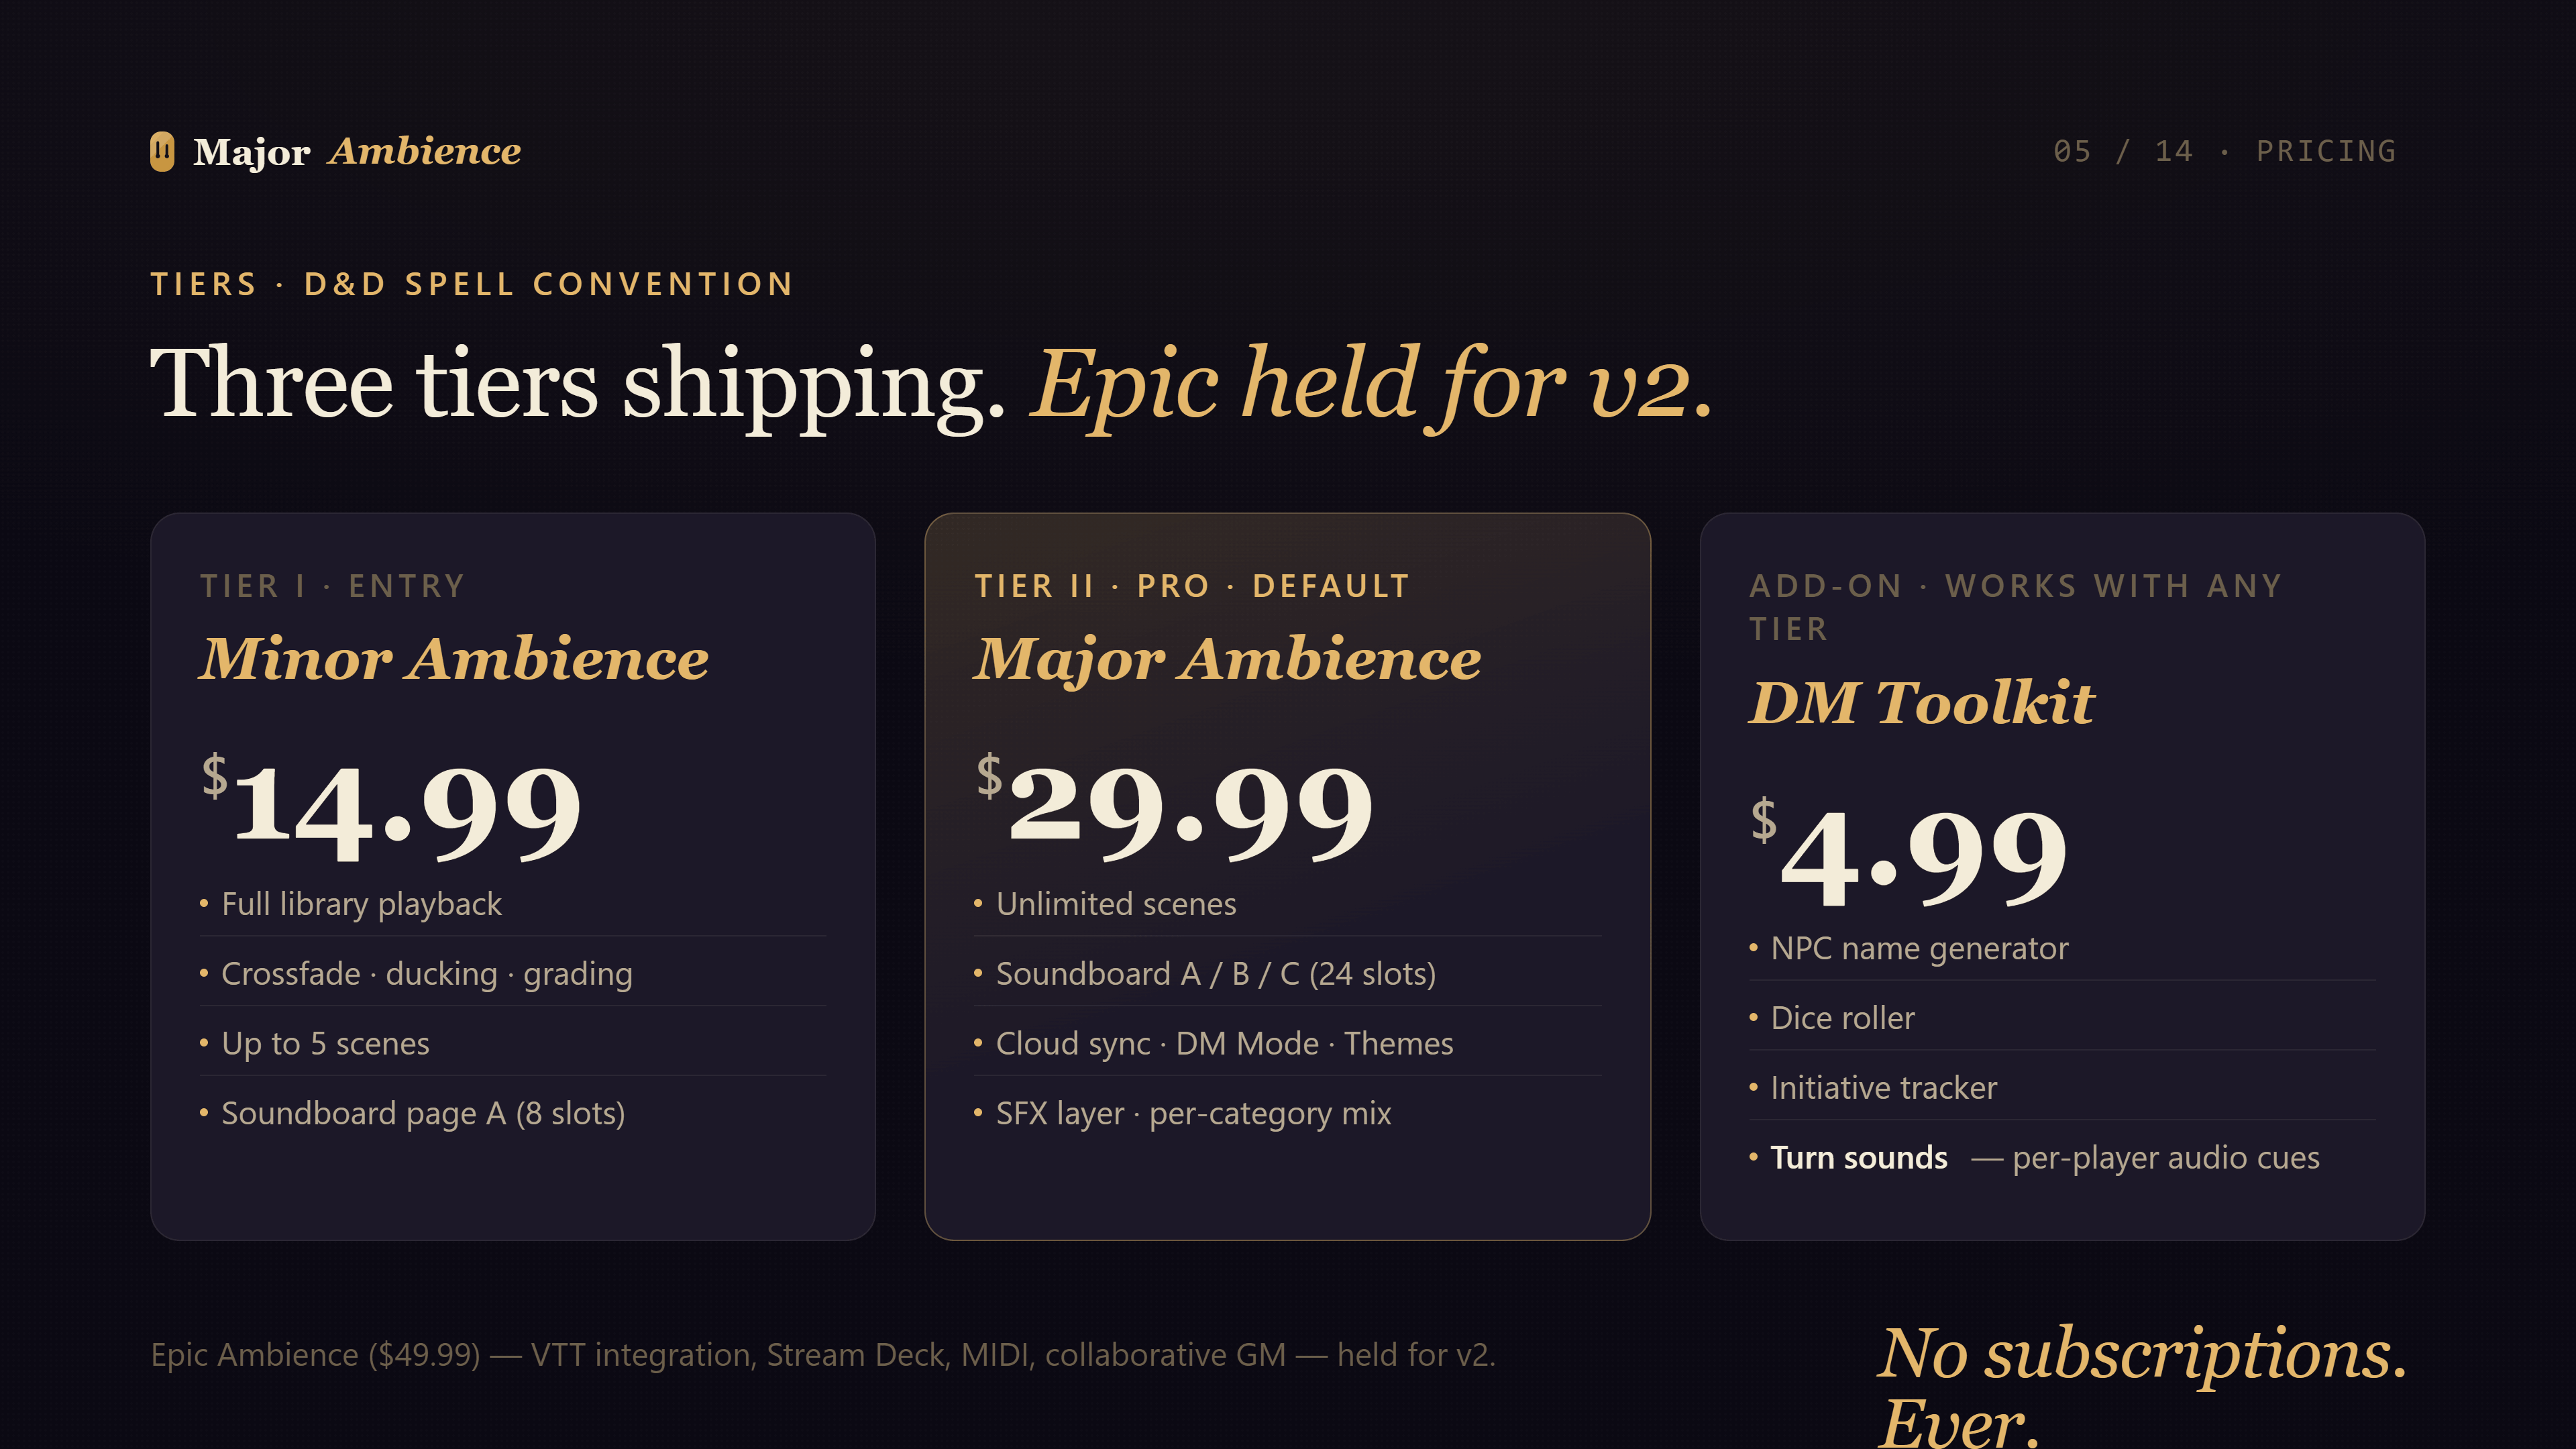 Major Ambience
05 / 14 · PRICING
TIERS · D&D SPELL CONVENTION
Three tiers shipping. Epic held for v2.
TIER I · ENTRY
Minor Ambience
$14.99
• Full library playback
• Crossfade · ducking · grading
• Up to 5 scenes
• Soundboard page A (8 slots)
TIER II · PRO · DEFAULT
Major Ambience
$29.99
• Unlimited scenes
• Soundboard A / B / C (24 slots)
• Cloud sync · DM Mode · Themes
• SFX layer · per-category mix
ADD-ON · WORKS WITH ANY
TIER
DM Toolkit
$4.99
• NPC name generator
• Dice roller
• Initiative tracker
• Turn sounds — per-player audio cues
Epic Ambience ($49.99) — VTT integration, Stream Deck, MIDI, collaborative GM — held for v2.
No subscriptions.
Ever.